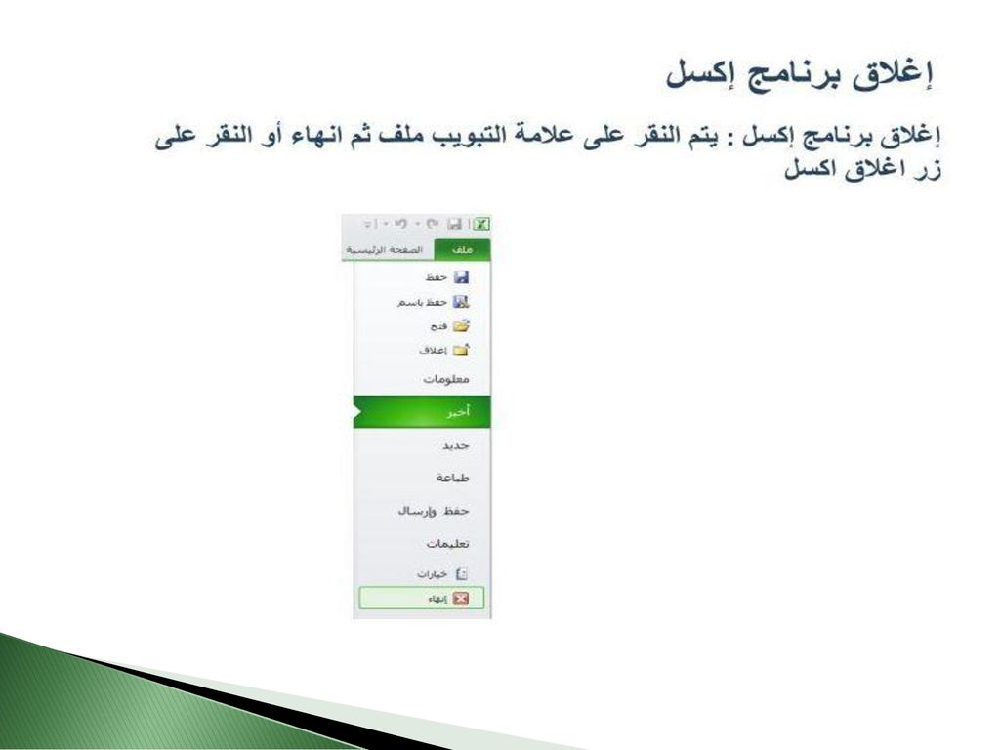 إغلاق برنامج إكسل
إغلاق برنامج إكسل : يتم النقر على علامة التبويب ملف ثم انهاء أو النقر على
زر اغلاق اكسل
ملف الصفحة الرئيسية
حفظ
حفظ باسم
فتح
إغلاق
معلومات
أخير
جديد
طباعة
حفظ وإرسال
تعليمات
خيارات
إنهاء